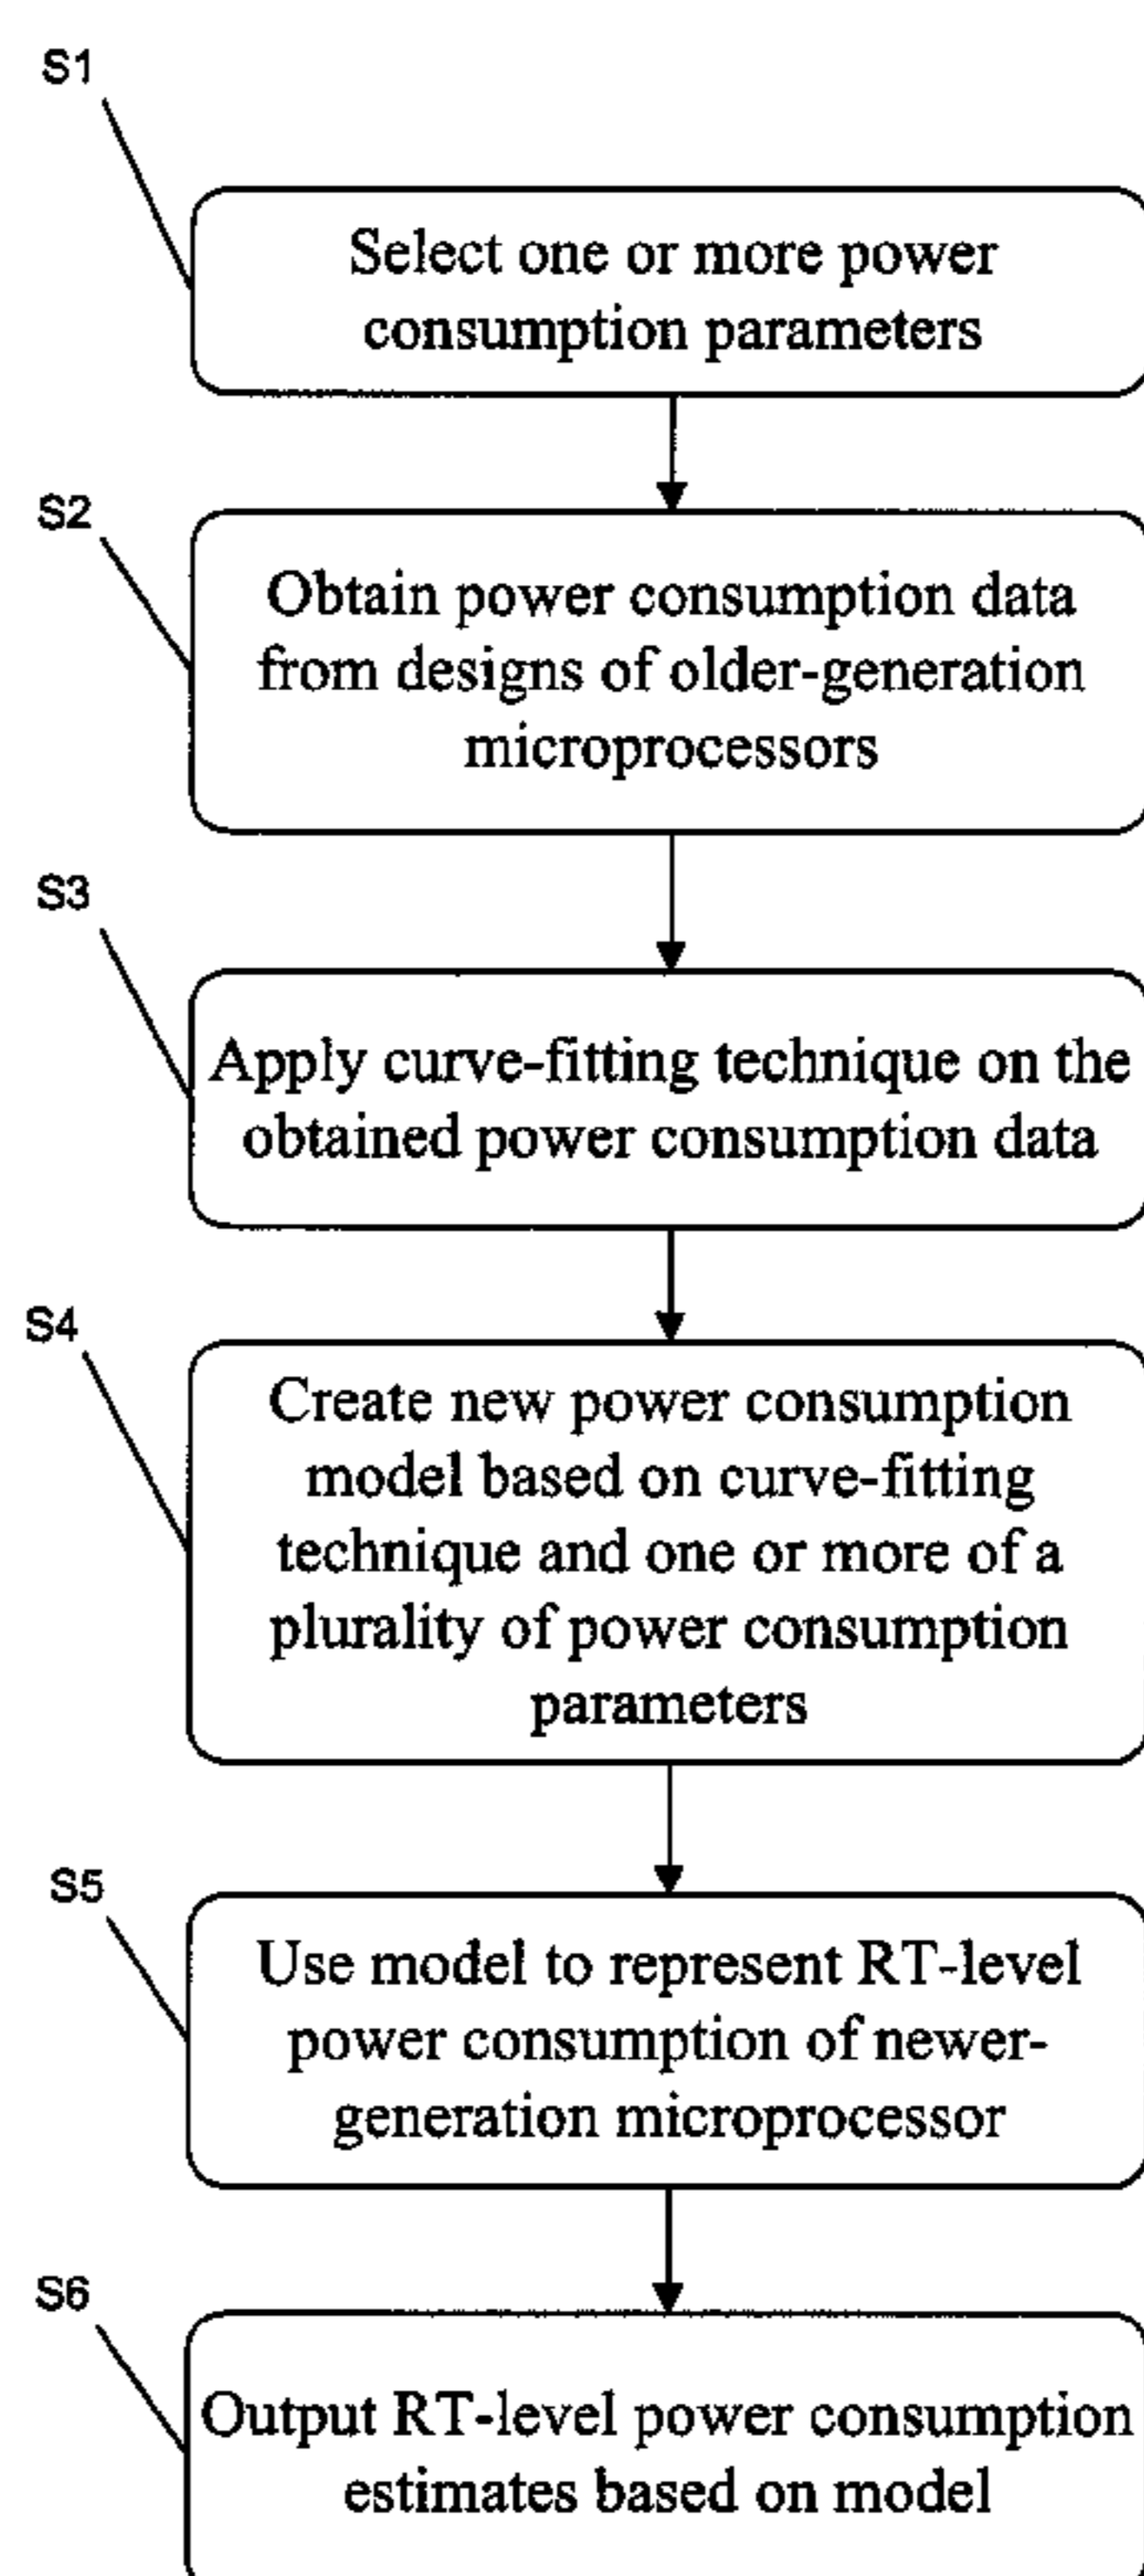 S1
Select one or more power
consumption parameters
S2
Obtain power consumption data
from designs of older-generation
microprocessors
S3
Apply curve-fitting technique on the
obtained power consumption data
S4
Create new power consumption
model based on curve-fitting
technique and one or more of a
plurality of power consumption
parameters
S5
Use model to represent RT-level
power consumption of newer-
generation microprocessor
S6
Output RT-level power consumption
estimates based on model